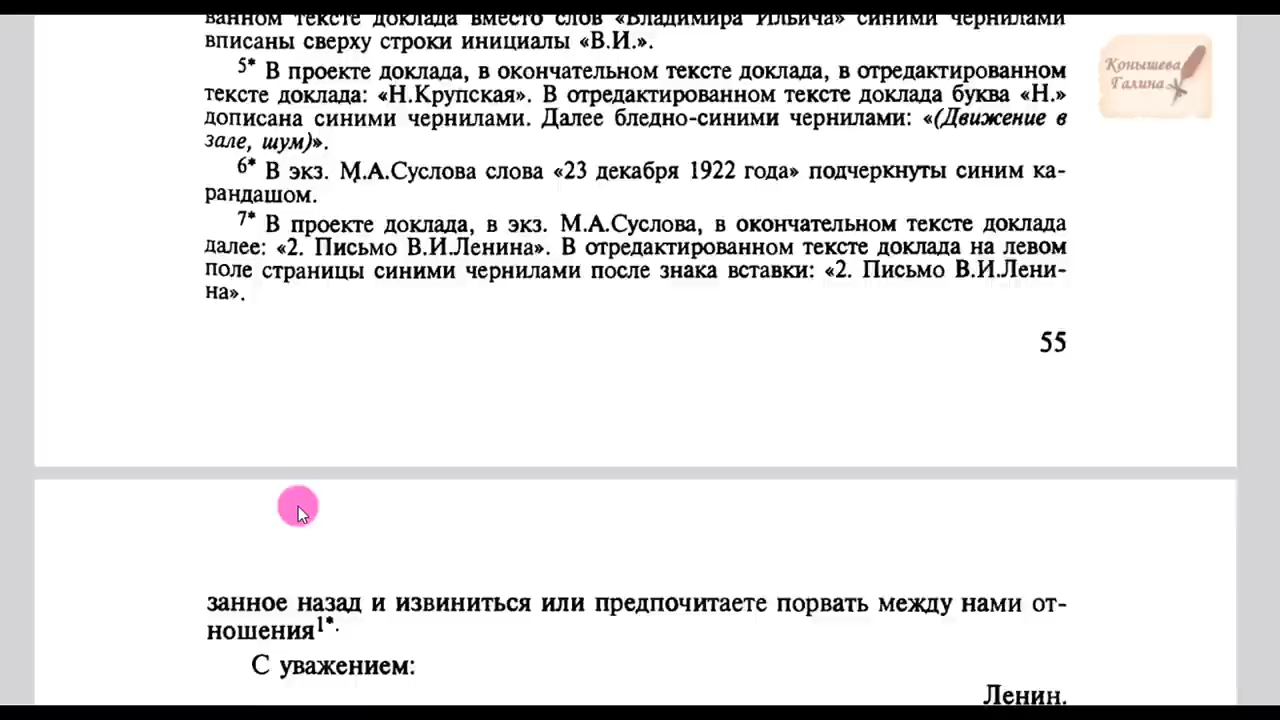 ванном тексте доклада вместо слов «Владимира Ильича» синими чернилами
вписаны сверху строки инициалы «В.И.».
5* В проекте доклада, в окончательном тексте доклада, в отредактированном
тексте доклада: «Н.Крупская». В отредактированном тексте доклада буква «Н.»
дописана синими чернилами. Далее бледно-синими чернилами: «(Движение в
зале, шум)».
6* В экз. М.А.Суслова слова «23 декабря 1922 года» подчеркнуты синим ка-
рандашом.
7* В проекте доклада, в экз. М.А.Суслова, в окончательном тексте доклада
далее: «2. Письмо В.И.Ленина». В отредактированном тексте доклада на левом
поле страницы синими чернилами после знака вставки: «2. Письмо В.И.Лени-
на».
55
занное назад и извиниться или предпочитаете порвать между нами от-
ношения1*.
С уважением:
Ленин.
Конышева
Галина